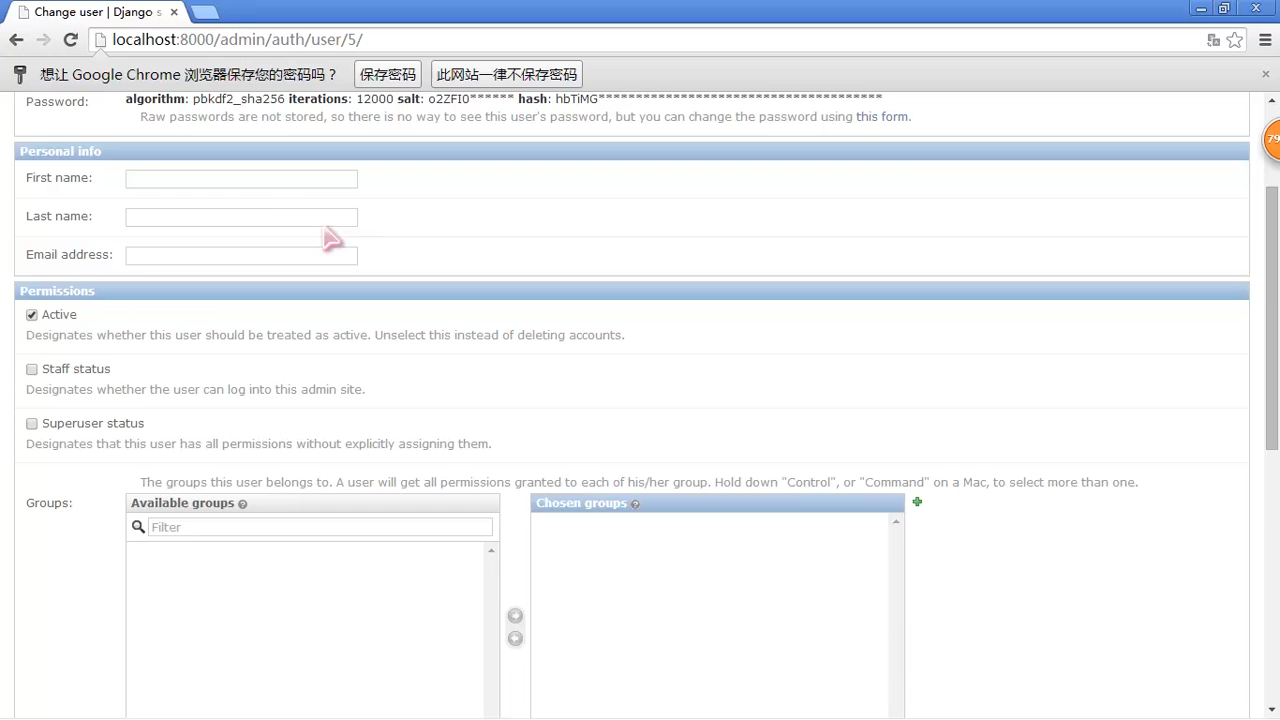 Change user | Django s
localhost:8000/admin/auth/user/5/
想让 Google Chrome 浏览器保存您的密码吗？ 保存密码 此网站一律不保存密码
Password: algorithm: pbkdf2_sha256 iterations: 12000 salt: o2ZFI0****** hash: hbTiMG**************************************
Raw passwords are not stored, so there is no way to see this user's password, but you can change the password using this form.
79
Personal info
First name:
Last name:
Email address:
Permissions
Active
Designates whether this user should be treated as active. Unselect this instead of deleting accounts.
Staff status
Designates whether the user can log into this admin site.
Superuser status
Designates that this user has all permissions without explicitly assigning them.
The groups this user belongs to. A user will get all permissions granted to each of his/her group. Hold down "Control", or "Command" on a Mac, to select more than one.
Groups: Available groups Chosen groups
Filter